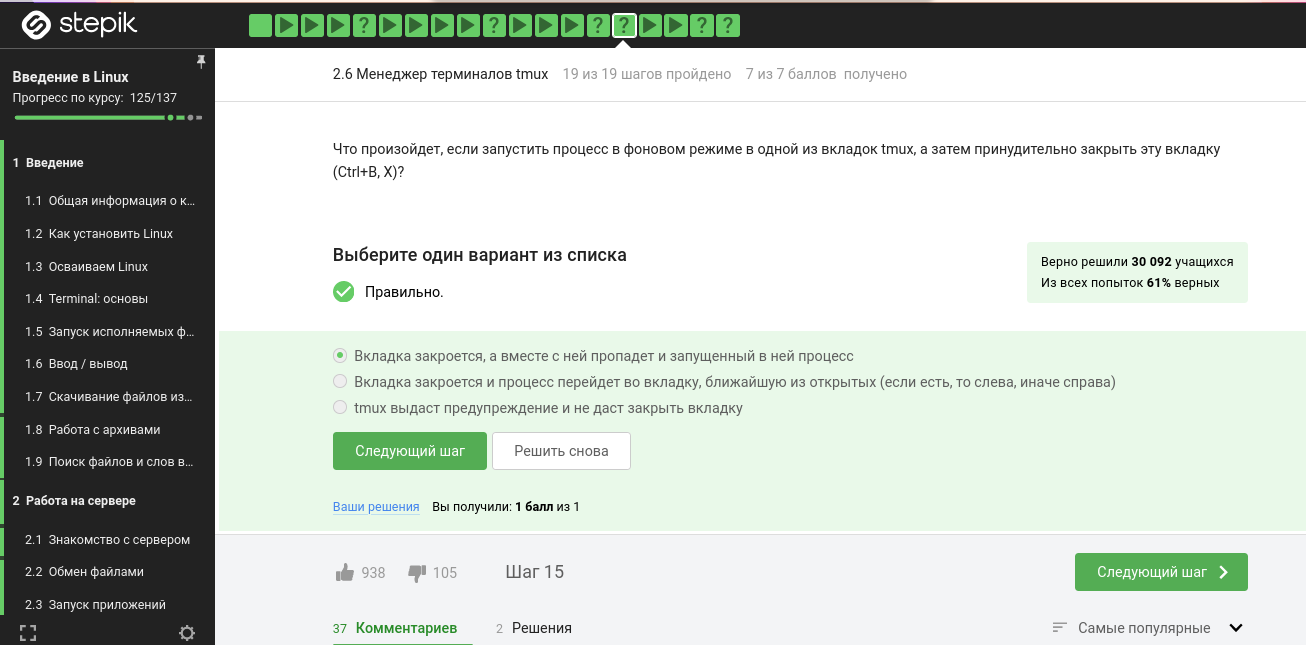 stepik
? ? ? ? ? ?
Введение в Linux
Прогресс по курсу: 125/137
1 Введение
1.1 Общая информация о к...
1.2 Как установить Linux
1.3 Осваиваем Linux
1.4 Terminal: основы
1.5 Запуск исполняемых ф...
1.6 Ввод / вывод
1.7 Скачивание файлов из...
1.8 Работа с архивами
1.9 Поиск файлов и слов в...
2 Работа на сервере
2.1 Знакомство с сервером
2.2 Обмен файлами
2.3 Запуск приложений
2.6 Менеджер терминалов tmux 19 из 19 шагов пройдено 7 из 7 баллов получено
Что произойдет, если запустить процесс в фоновом режиме в одной из вкладок tmux, а затем принудительно закрыть эту вкладку
(Ctrl+B, X)?
Выберите один вариант из списка
Правильно.
Верно решили 30 092 учащихся
Из всех попыток 61% верных
Вкладка закроется, а вместе с ней пропадет и запущенный в ней процесс
Вкладка закроется и процесс перейдет во вкладку, ближайшую из открытых (если есть, то слева, иначе справа)
tmux выдаст предупреждение и не даст закрыть вкладку
Следующий шаг Решить снова
Ваши решения Вы получили: 1 балл из 1
938 105 Шаг 15 Следующий шаг
37 Комментариев 2 Решения Самые популярные